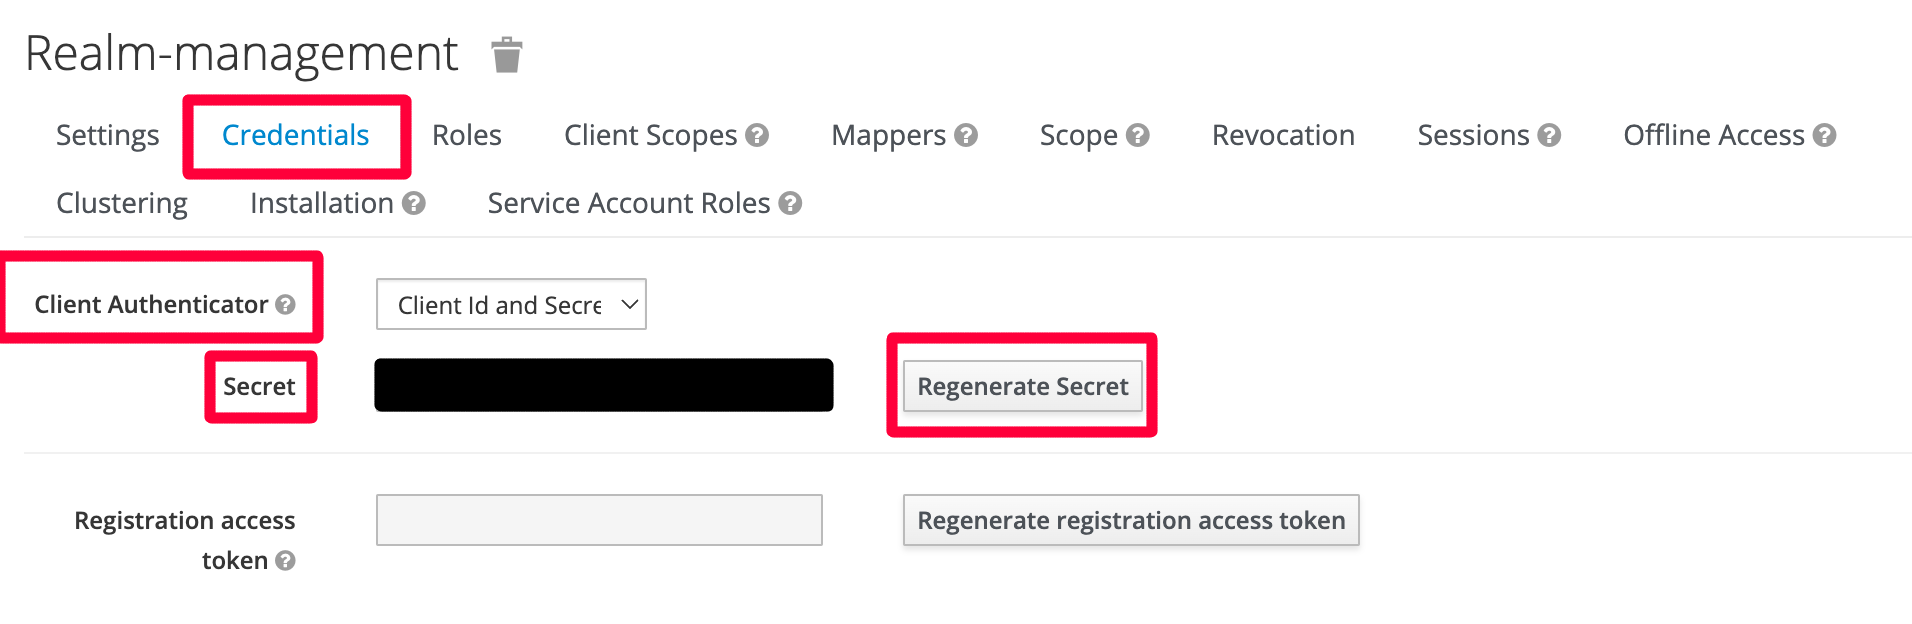 Realm-management
Settings Credentials Roles Client Scopes ? Mappers ? Scope ? Revocation Sessions ? Offline Access ?
Clustering Installation ? Service Account Roles ?
Client Authenticator ? Client Id and Secre
Secret Regenerate Secret
Registration access Regenerate registration access token
token ?